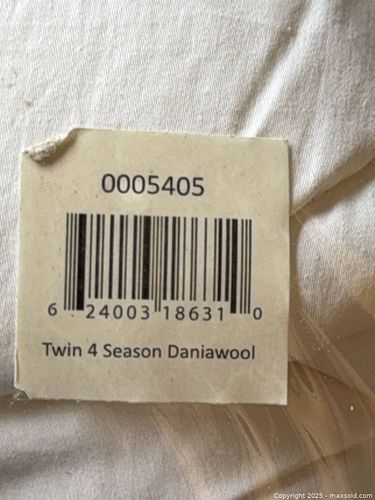 0005405
6 24003 18631 0
Twin 4 Season Daniawool
Copyright 2025 - maxsold.com